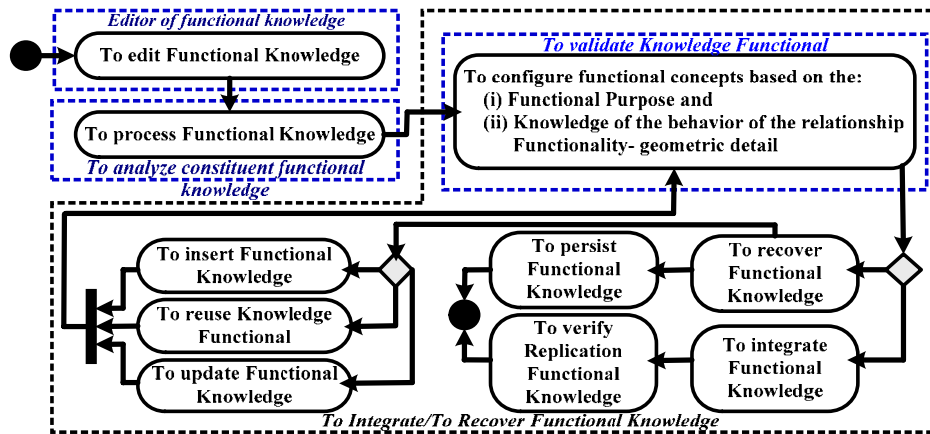 Editor of functional knowledge
To edit Functional Knowledge
To process Functional Knowledge
To analyze constituent functional
knowledge
To validate Knowledge Functional
To configure functional concepts based on the:
(i) Functional Purpose and
(ii) Knowledge of the behavior of the relationship
Functionality- geometric detail
To insert Functional
Knowledge
To reuse Knowledge
Functional
To update Functional
Knowledge
To persist
Functional
Knowledge
To recover
Functional
Knowledge
To verify
Replication
Functional
Knowledge
To integrate
Functional
Knowledge
To Integrate/To Recover Functional Knowledge